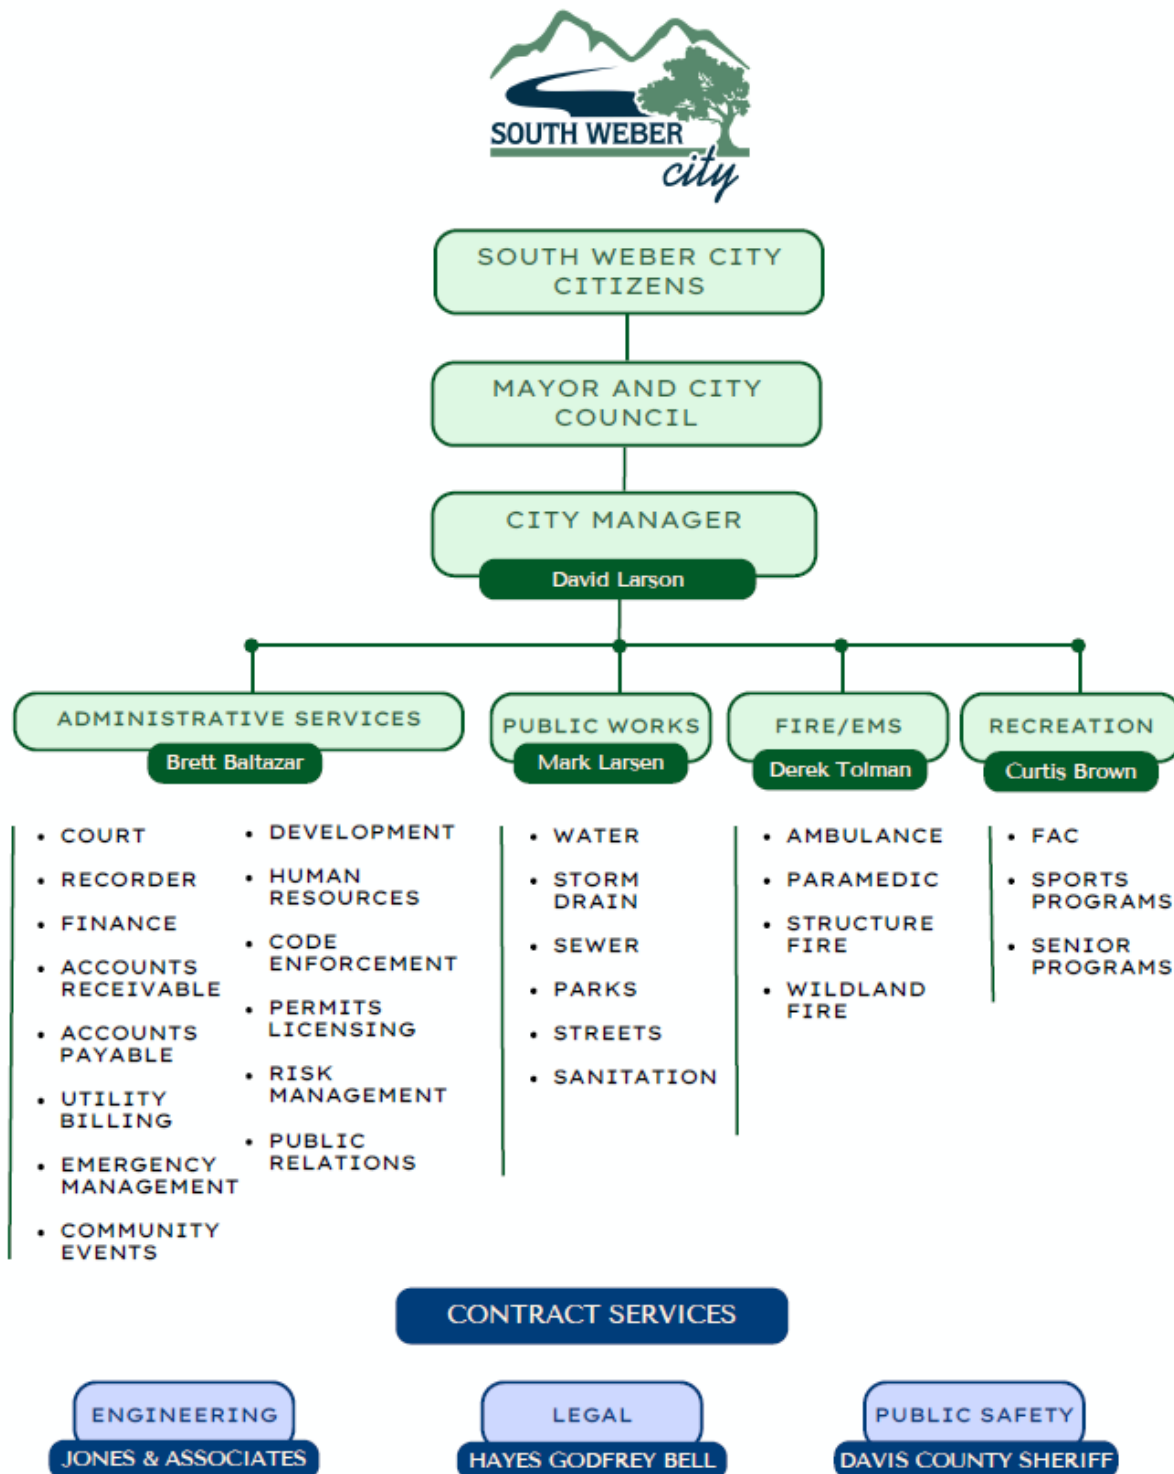 SOUTH WEBER
city
SOUTH WEBER CITY
CITIZENS
MAYOR AND CITY
COUNCIL
CITY MANAGER
David Larson
ADMINISTRATIVE SERVICES
Brett Baltazar
PUBLIC WORKS
Mark Larsen
FIRE/EMS
Derek Tolman
RECREATION
Curtis Brown
• COURT
• RECORDER
• FINANCE
• ACCOUNTS
RECEIVABLE
• ACCOUNTS
PAYABLE
• UTILITY
BILLING
• EMERGENCY
MANAGEMENT
• COMMUNITY
EVENTS
• DEVELOPMENT
• HUMAN
RESOURCES
• CODE
ENFORCEMENT
• PERMITS
LICENSING
• RISK
MANAGEMENT
• PUBLIC
RELATIONS
• WATER
• STORM
DRAIN
• SEWER
• PARKS
• STREETS
• SANITATION
• AMBULANCE
• PARAMEDIC
• STRUCTURE
FIRE
• WILDLAND
FIRE
• FAC
• SPORTS
PROGRAMS
• SENIOR
PROGRAMS
CONTRACT SERVICES
ENGINEERING
JONES & ASSOCIATES
LEGAL
HAYES GODFREY BELL
PUBLIC SAFETY
DAVIS COUNTY SHERIFF